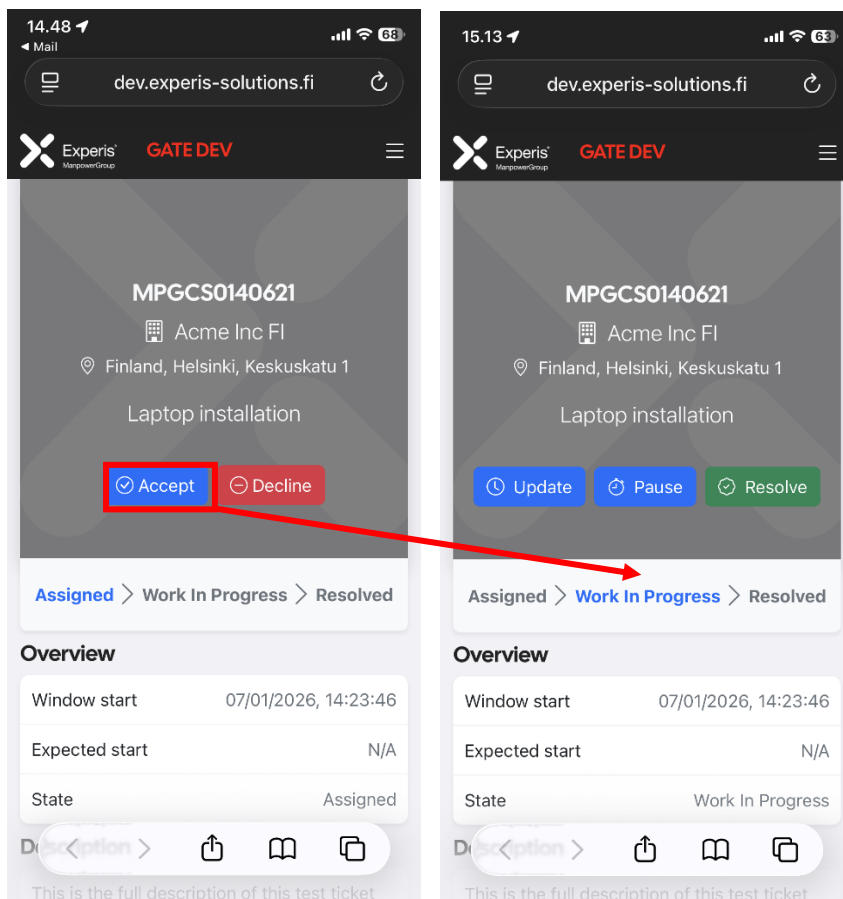 14.48
◀ Mail
68
dev.experis-solutions.fi
Experis
ManpowerGroup
GATE DEV
MPGCS0140621
Acme Inc FI
Finland, Helsinki, Keskuskatu 1
Laptop installation
Accept
Decline
Assigned > Work In Progress > Resolved
Overview
Window start 07/01/2026, 14:23:46
Expected start N/A
State Assigned
Description
This is the full description of this test ticket
15.13
63
dev.experis-solutions.fi
Experis
ManpowerGroup
GATE DEV
MPGCS0140621
Acme Inc FI
Finland, Helsinki, Keskuskatu 1
Laptop installation
Update
Pause
Resolve
Assigned > Work In Progress > Resolved
Overview
Window start 07/01/2026, 14:23:46
Expected start N/A
State Work In Progress
Description
This is the full description of this test ticket